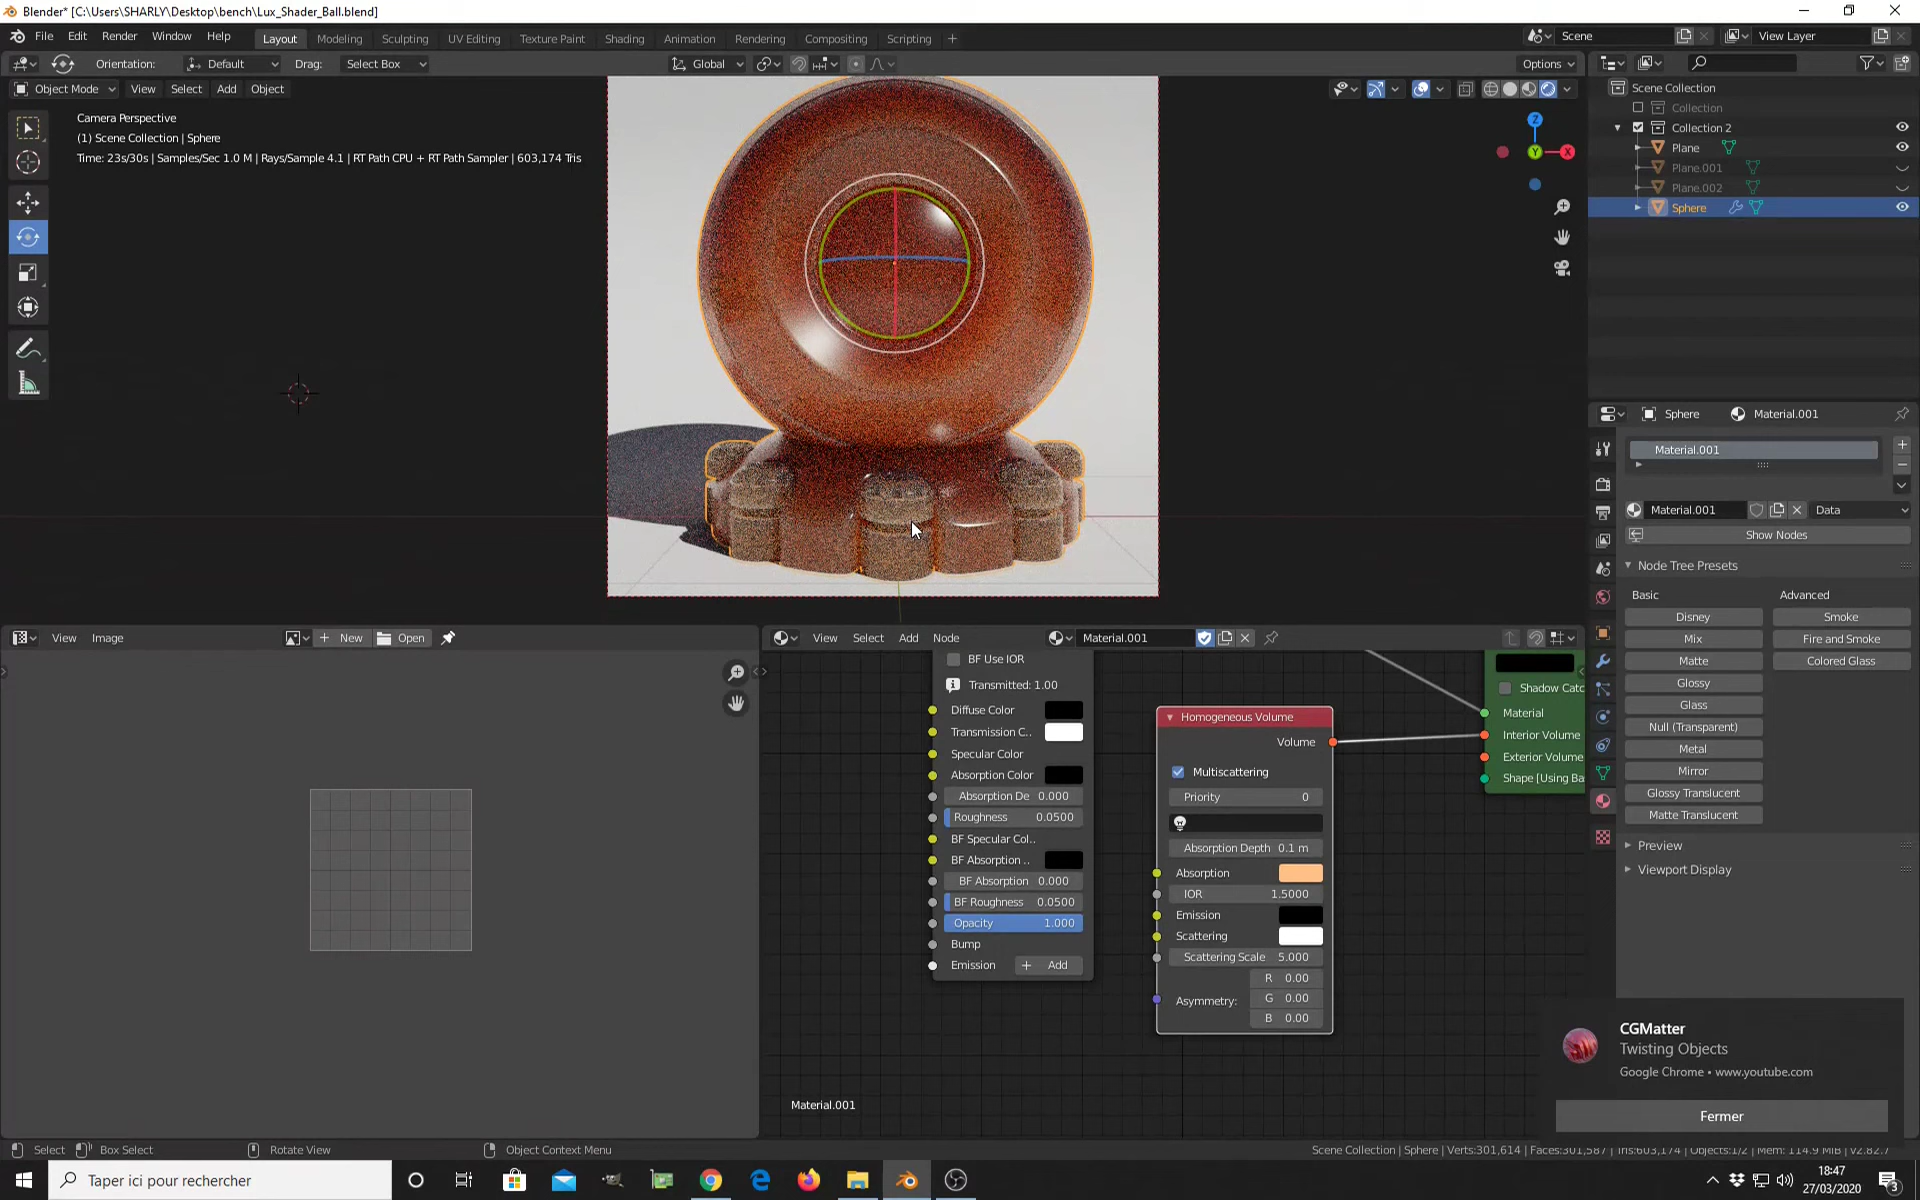 Blender* [C:\Users\SHARLY\Desktop\bench\Lux_Shader_Ball.blend]
File Edit Render Window Help Layout Modeling Sculpting UV Editing Texture Paint Shading Animation Rendering Compositing Scripting + Scene View Layer
Orientation: Default Drag: Select Box Global Options
Object Mode View Select Add Object
Camera Perspective
(1) Scene Collection | Sphere
Time: 23s/30s | Samples/Sec 1.0 M | Rays/Sample 4.1 | RT Path CPU + RT Path Sampler | 603,174 Tris
Z
Y
X
Scene Collection
Collection
Collection 2
Plane
Plane.001
Plane.002
Sphere
Sphere Material.001
Material.001
Material.001 Data
Show Nodes
Node Tree Presets
Basic Advanced
Disney Smoke
Mix Fire and Smoke
Matte Colored Glass
Glossy
Glass
Null (Transparent)
Metal
Mirror
Glossy Translucent
Matte Translucent
Preview
Viewport Display
View Image New Open
View Select Add Node Material.001
BF Use IOR
Transmitted: 1.00
Diffuse Color
Transmission C..
Specular Color
Absorption Color
Absorption De 0.000
Roughness 0.0500
BF Specular Col..
BF Absorption ..
BF Absorption 0.000
BF Roughness 0.0500
Opacity 1.000
Bump
Emission + Add
Homogeneous Volume
Volume
Multiscattering
Priority 0
Absorption Depth 0.1 m
Absorption
IOR 1.5000
Emission
Scattering
Scattering Scale 5.000
Asymmetry:
R 0.00
G 0.00
B 0.00
Shadow Catc
Material
Interior Volume
Exterior Volume
Shape [Using Ba
Material.001
CGMatter
Twisting Objects
Google Chrome • www.youtube.com
Fermer
Select Box Select Rotate View Object Context Menu
Scene Collection | Sphere | Verts:301,614 | Faces:301,587 | Tris:603,174 | Objects:1/2 | Mem: 114.9 MiB | v2.82.7
Taper ici pour rechercher
18:47
27/03/2020
3